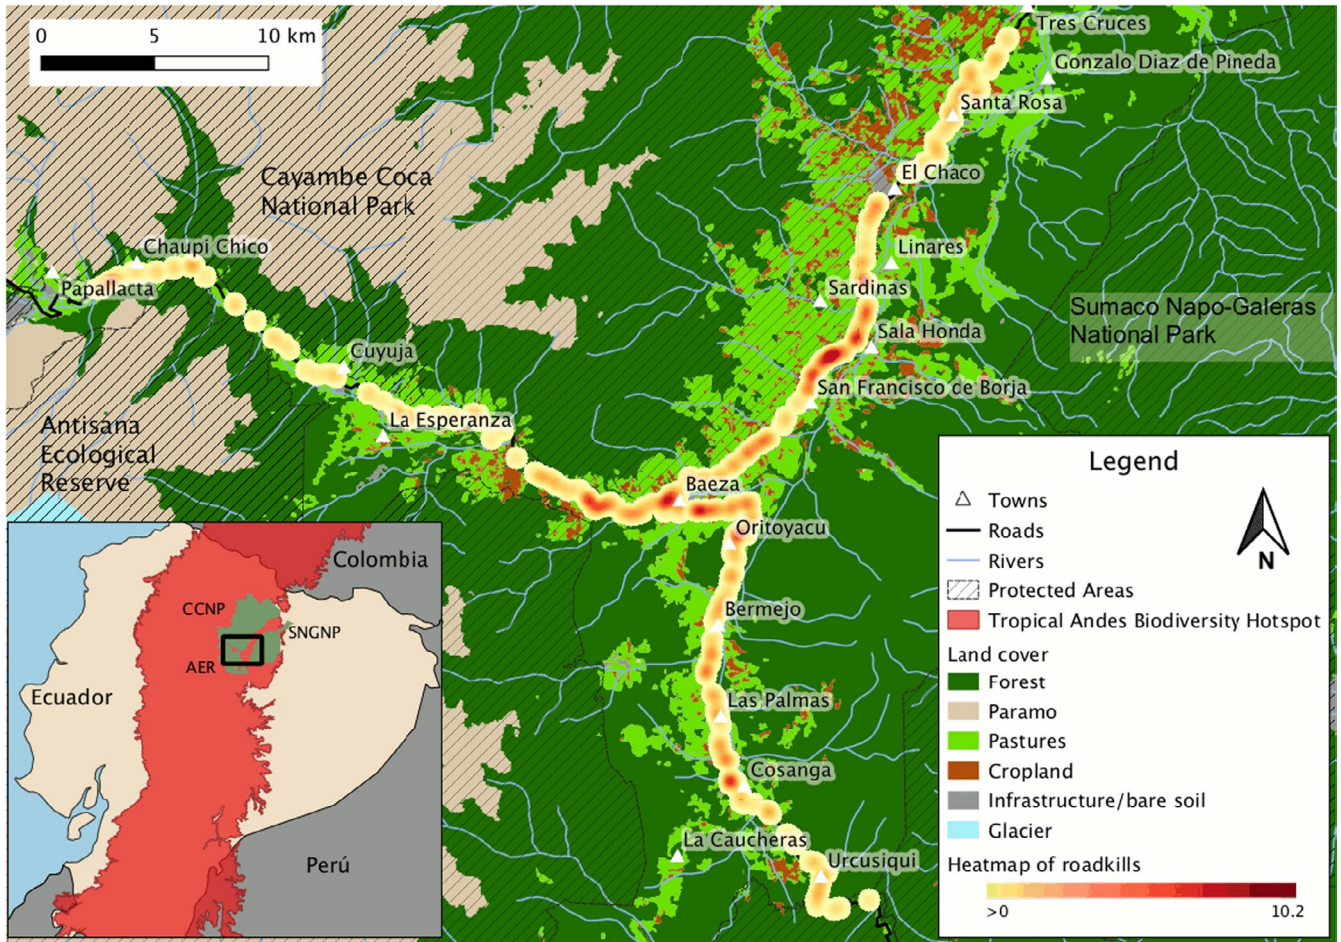 0 5 10 km
Tres Cruces
Gonzalo Diaz de Pineda
Santa Rosa
El Chaco
Cayambe Coca
National Park
Chaupi Chico
Linares
Papallacta
Sardinas
Sumaco Napo-Galeras
National Park
Sala Honda
Cuyuja
San Francisco de Borja
La Esperanza
Antisana
Ecological
Reserve
Baeza
Oritoyacu
Bermejo
Las Palmas
Cosanga
La Caucheras
Urcusiqui
Colombia
CCNP
SNGNP
AER
Ecuador
Perú
Legend
Towns
Roads
Rivers
Protected Areas
Tropical Andes Biodiversity Hotspot
Land cover
Forest
Paramo
Pastures
Cropland
Infrastructure/bare soil
Glacier
Heatmap of roadkills
>0 10.2
N